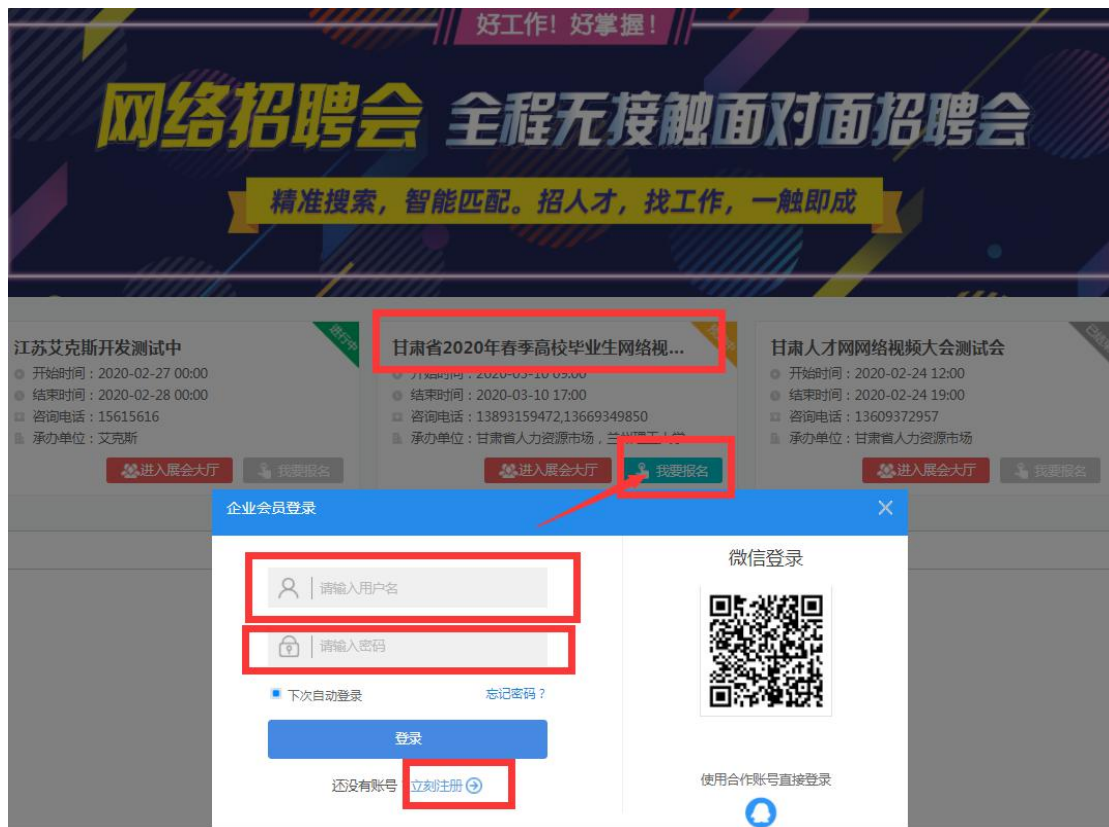 好工作！好掌握！
网络招聘会 全程无接触面对面招聘会
精准搜索，智能匹配。招人才，找工作，一触即成
进行中
江苏艾克斯开发测试中
开始时间：2020-02-27 00:00
结束时间：2020-02-28 00:00
咨询电话：15615616
承办单位：艾克斯
进入展会大厅
我要报名
甘肃省2020年春季高校毕业生网络视...
开始时间：2020-03-10 09:00
结束时间：2020-03-10 17:00
咨询电话：13893159472,13669349850
承办单位：甘肃省人力资源市场，兰州理工大学
进入展会大厅
我要报名
甘肃人才网网络视频大会测试会
开始时间：2020-02-24 12:00
结束时间：2020-02-24 19:00
咨询电话：13609372957
承办单位：甘肃省人力资源市场
进入展会大厅
我要报名
企业会员登录
请输入用户名
请输入密码
下次自动登录
忘记密码？
登录
还没有账号
立刻注册
微信登录
使用合作账号直接登录